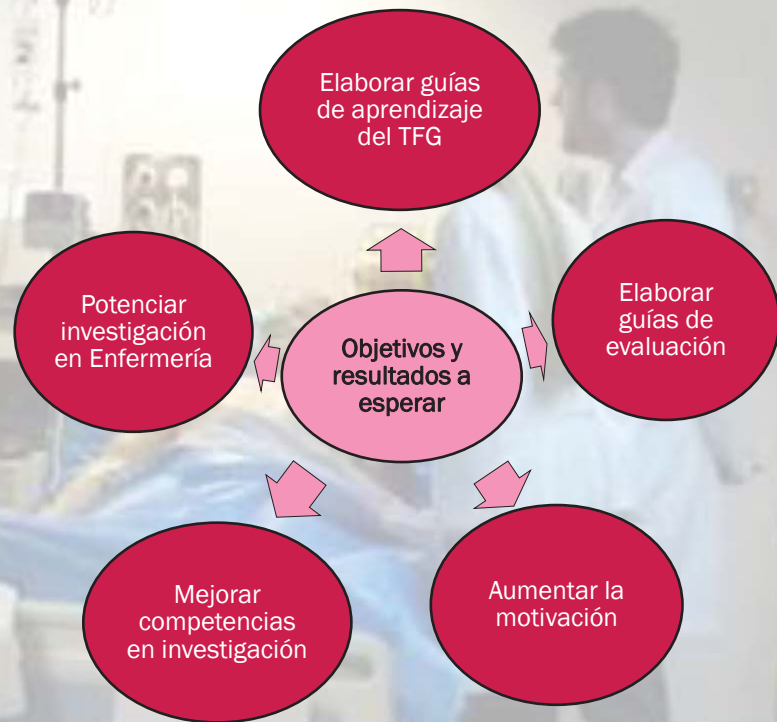 Elaborar guías
de aprendizaje
del TFG
Elaborar
guías de
evaluación
Potenciar
investigación
en Enfermería
Objetivos y
resultados a
esperar
Mejorar
competencias
en investigación
Aumentar la
motivación